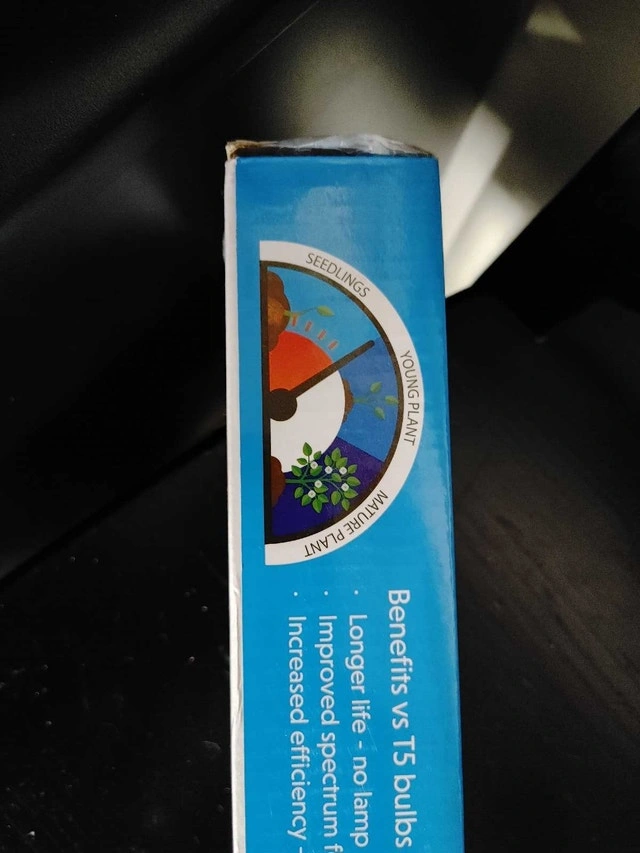 SEEDLINGS
YOUNG PLANT
MATURE PLANT
Benefits vs T5 bulbs
· Longer life - no lamp
· Improved spectrum f
· Increased efficiency -